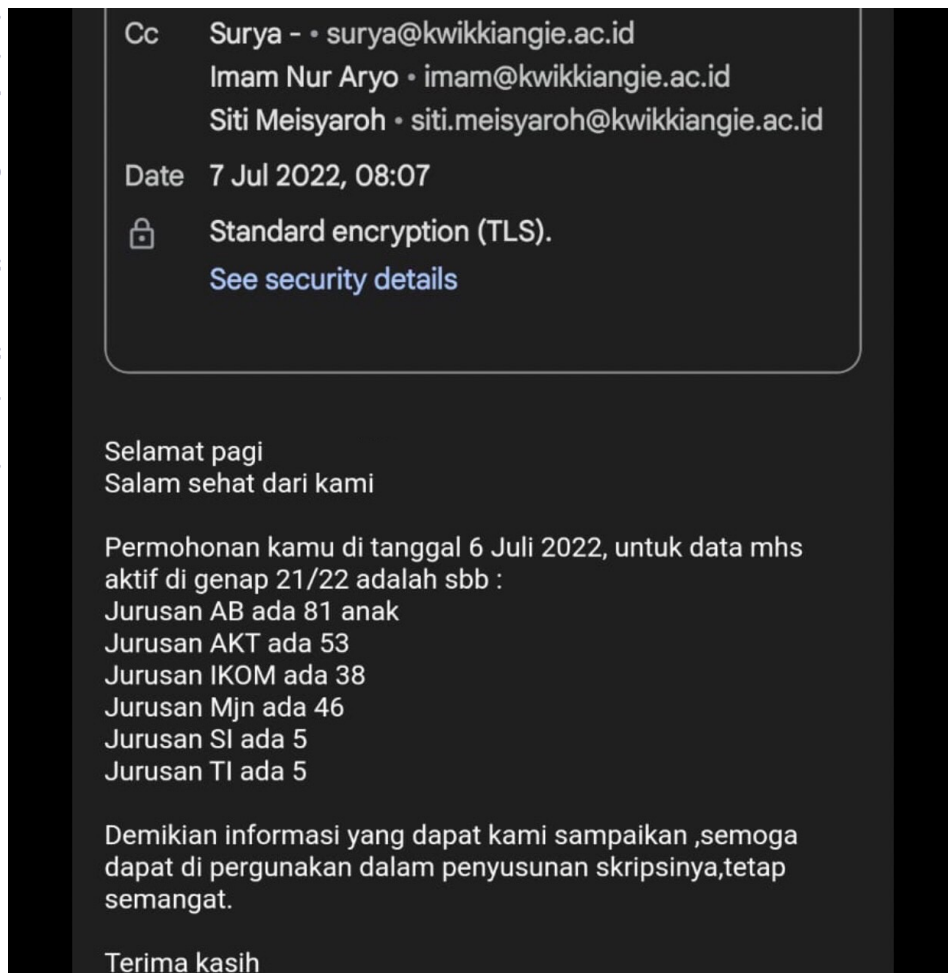 Cc Surya - • surya@kwikkiangie.ac.id
Imam Nur Aryo • imam@kwikkiangie.ac.id
Siti Meisyaroh • siti.meisyaroh@kwikkiangie.ac.id
Date 7 Jul 2022, 08:07
Standard encryption (TLS).
See security details
Selamat pagi
Salam sehat dari kami
Permohonan kamu di tanggal 6 Juli 2022, untuk data mhs
aktif di genap 21/22 adalah sbb :
Jurusan AB ada 81 anak
Jurusan AKT ada 53
Jurusan IKOM ada 38
Jurusan Mjn ada 46
Jurusan SI ada 5
Jurusan TI ada 5
Demikian informasi yang dapat kami sampaikan ,semoga
dapat di pergunakan dalam penyusunan skripsinya,tetap
semangat.
Terima kasih